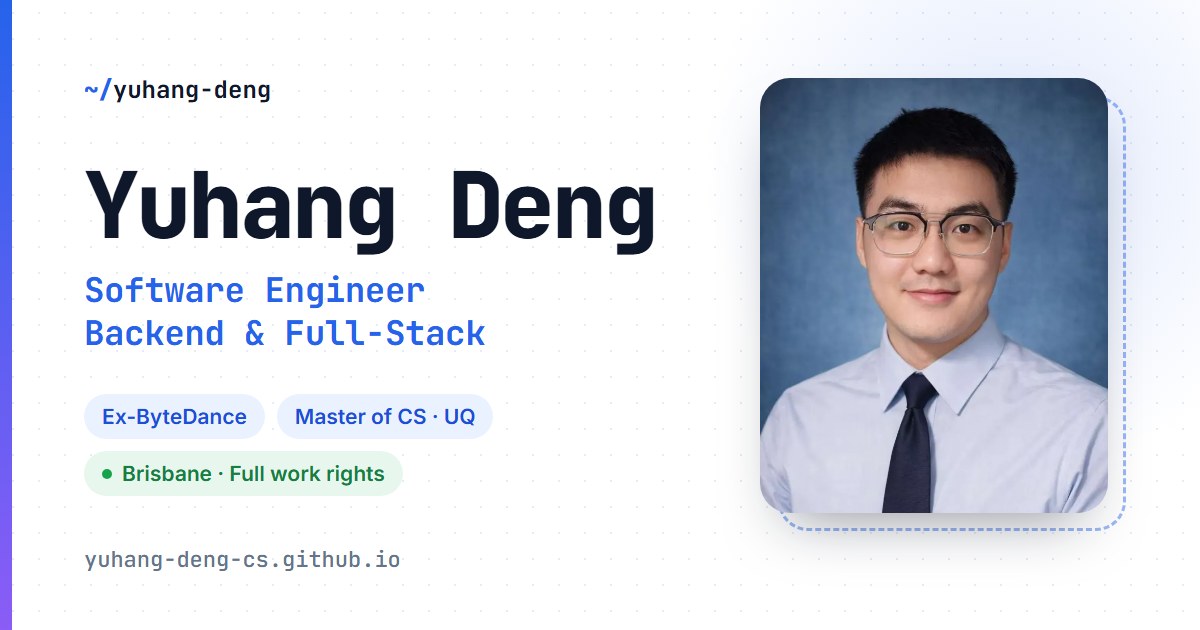 ~/yuhang-deng
Yuhang Deng
Software Engineer
Backend & Full-Stack
Ex-ByteDance
Master of CS · UQ
Brisbane · Full work rights
yuhang-deng-cs.github.io